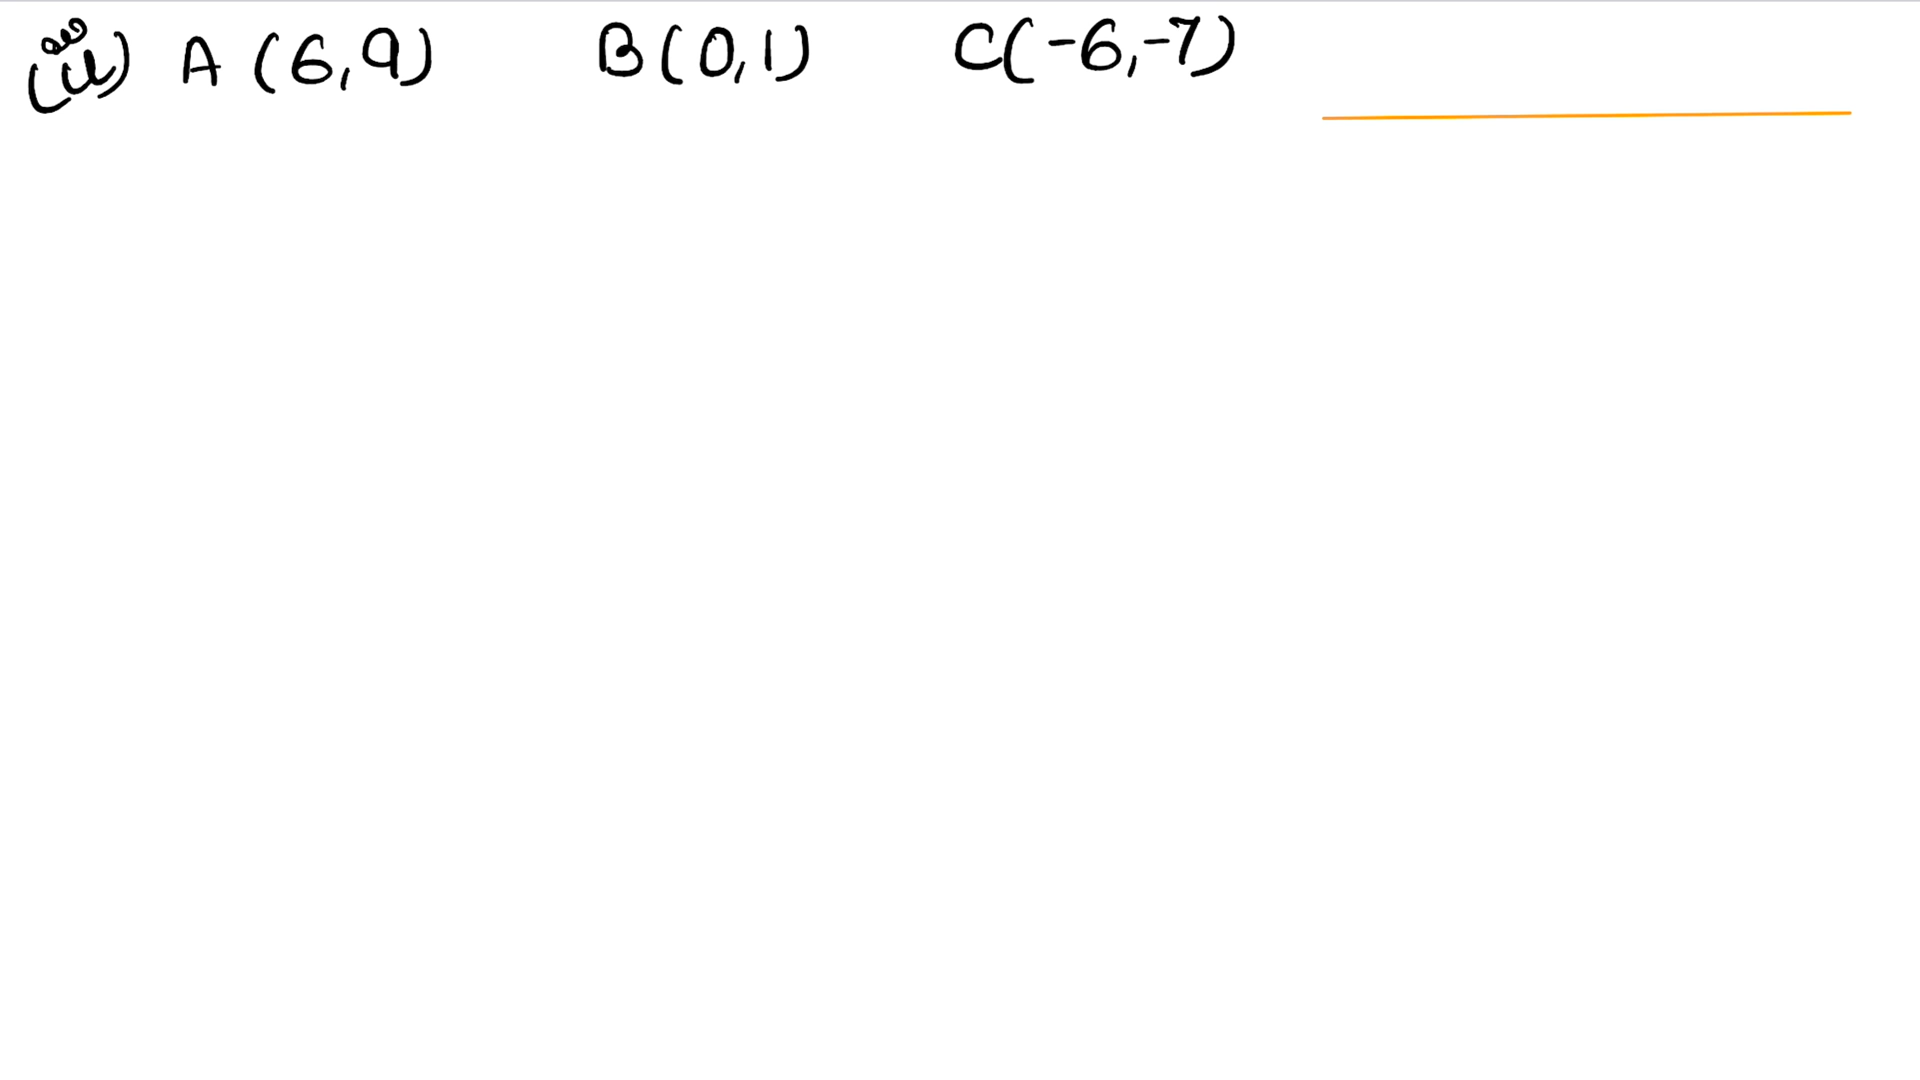 (iii) A (6,9) B(0,1) C(-6,-7)